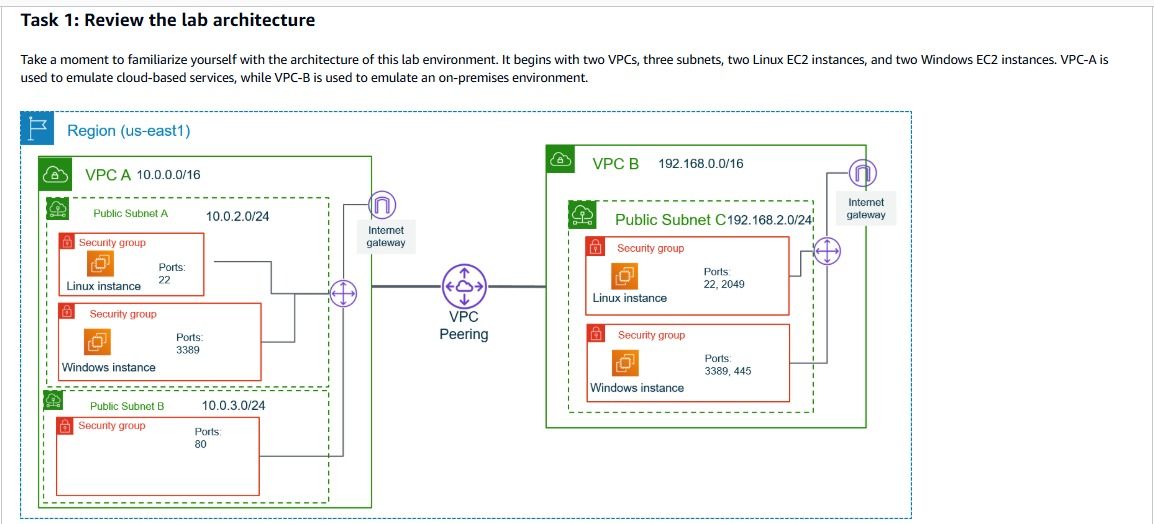 Task 1: Review the lab architecture
Take a moment to familiarize yourself with the architecture of this lab environment. It begins with two VPCs, three subnets, two Linux EC2 instances, and two Windows EC2 instances. VPC-A is
used to emulate cloud-based services, while VPC-B is used to emulate an on-premises environment.
Region (us-east1)
VPC A 10.0.0.0/16
Public Subnet A 10.0.2.0/24
Security group
Ports:
22
Linux instance
Security group
Ports:
3389
Windows instance
Public Subnet B 10.0.3.0/24
Security group
Ports:
80
Internet
gateway
VPC
Peering
VPC B 192.168.0.0/16
Public Subnet C 192.168.2.0/24
Security group
Ports:
22, 2049
Linux instance
Security group
Ports:
3389, 445
Windows instance
Internet
gateway